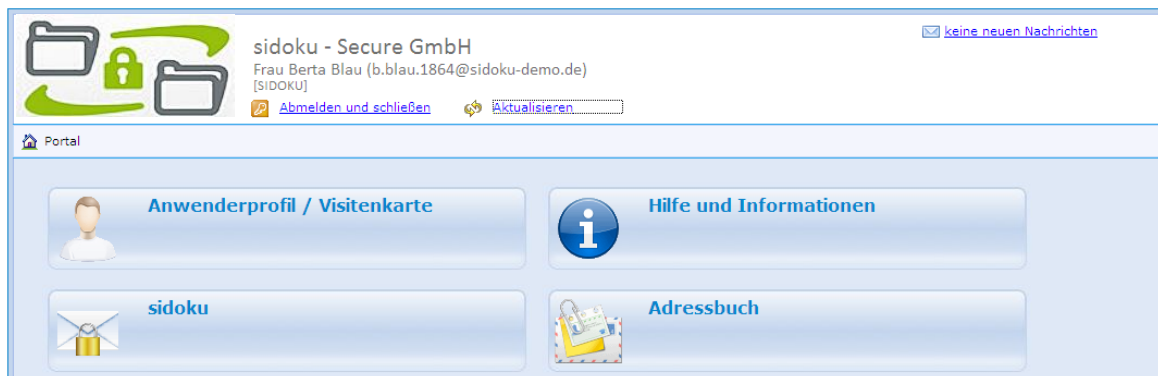 sidoku - Secure GmbH
keine neuen Nachrichten
Frau Berta Blau (b.blau.1864@sidoku-demo.de)
[SIDOKU]
Abmelden und schließen Aktualisieren
Portal
Anwenderprofil / Visitenkarte
Hilfe und Informationen
sidoku
Adressbuch